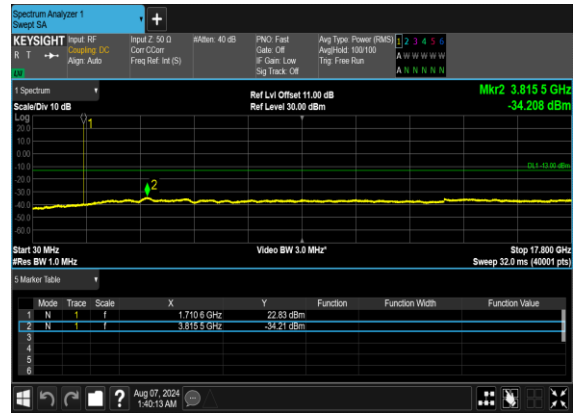 Spectrum Analyzer 1
Swept SA
+
KEYSIGHT Input: RF Input Z: 50 Ω #Atten: 40 dB PNO: Fast Avg Type: Power (RMS) 1 2 3 4 5 6
R T Coupling: DC Corr CCorr Gate: Off Avg|Hold: 100/100 A W W W W W
Align: Auto Freq Ref: Int (S) IF Gain: Low Trig: Free Run
Sig Track: Off A N N N N N
1 Spectrum
Ref Lvl Offset 11.00 dB Mkr2 3.815 5 GHz
Scale/Div 10 dB Ref Level 30.00 dBm -34.208 dBm
Log
1
20.0
10.0
0.00
-10.0
DL1 -13.00 dBm
-20.0
2
-30.0
-40.0
-50.0
-60.0
Start 30 MHz Video BW 3.0 MHz* Stop 17.800 GHz
#Res BW 1.0 MHz Sweep 32.0 ms (40001 pts)
5 Marker Table
Mode Trace Scale X Y Function Function Width Function Value
1 N 1 f 1.710 6 GHz 22.83 dBm
2 N 1 f 3.815 5 GHz -34.21 dBm
3
4
5
6
? Aug 07, 2024
1:40:13 AM